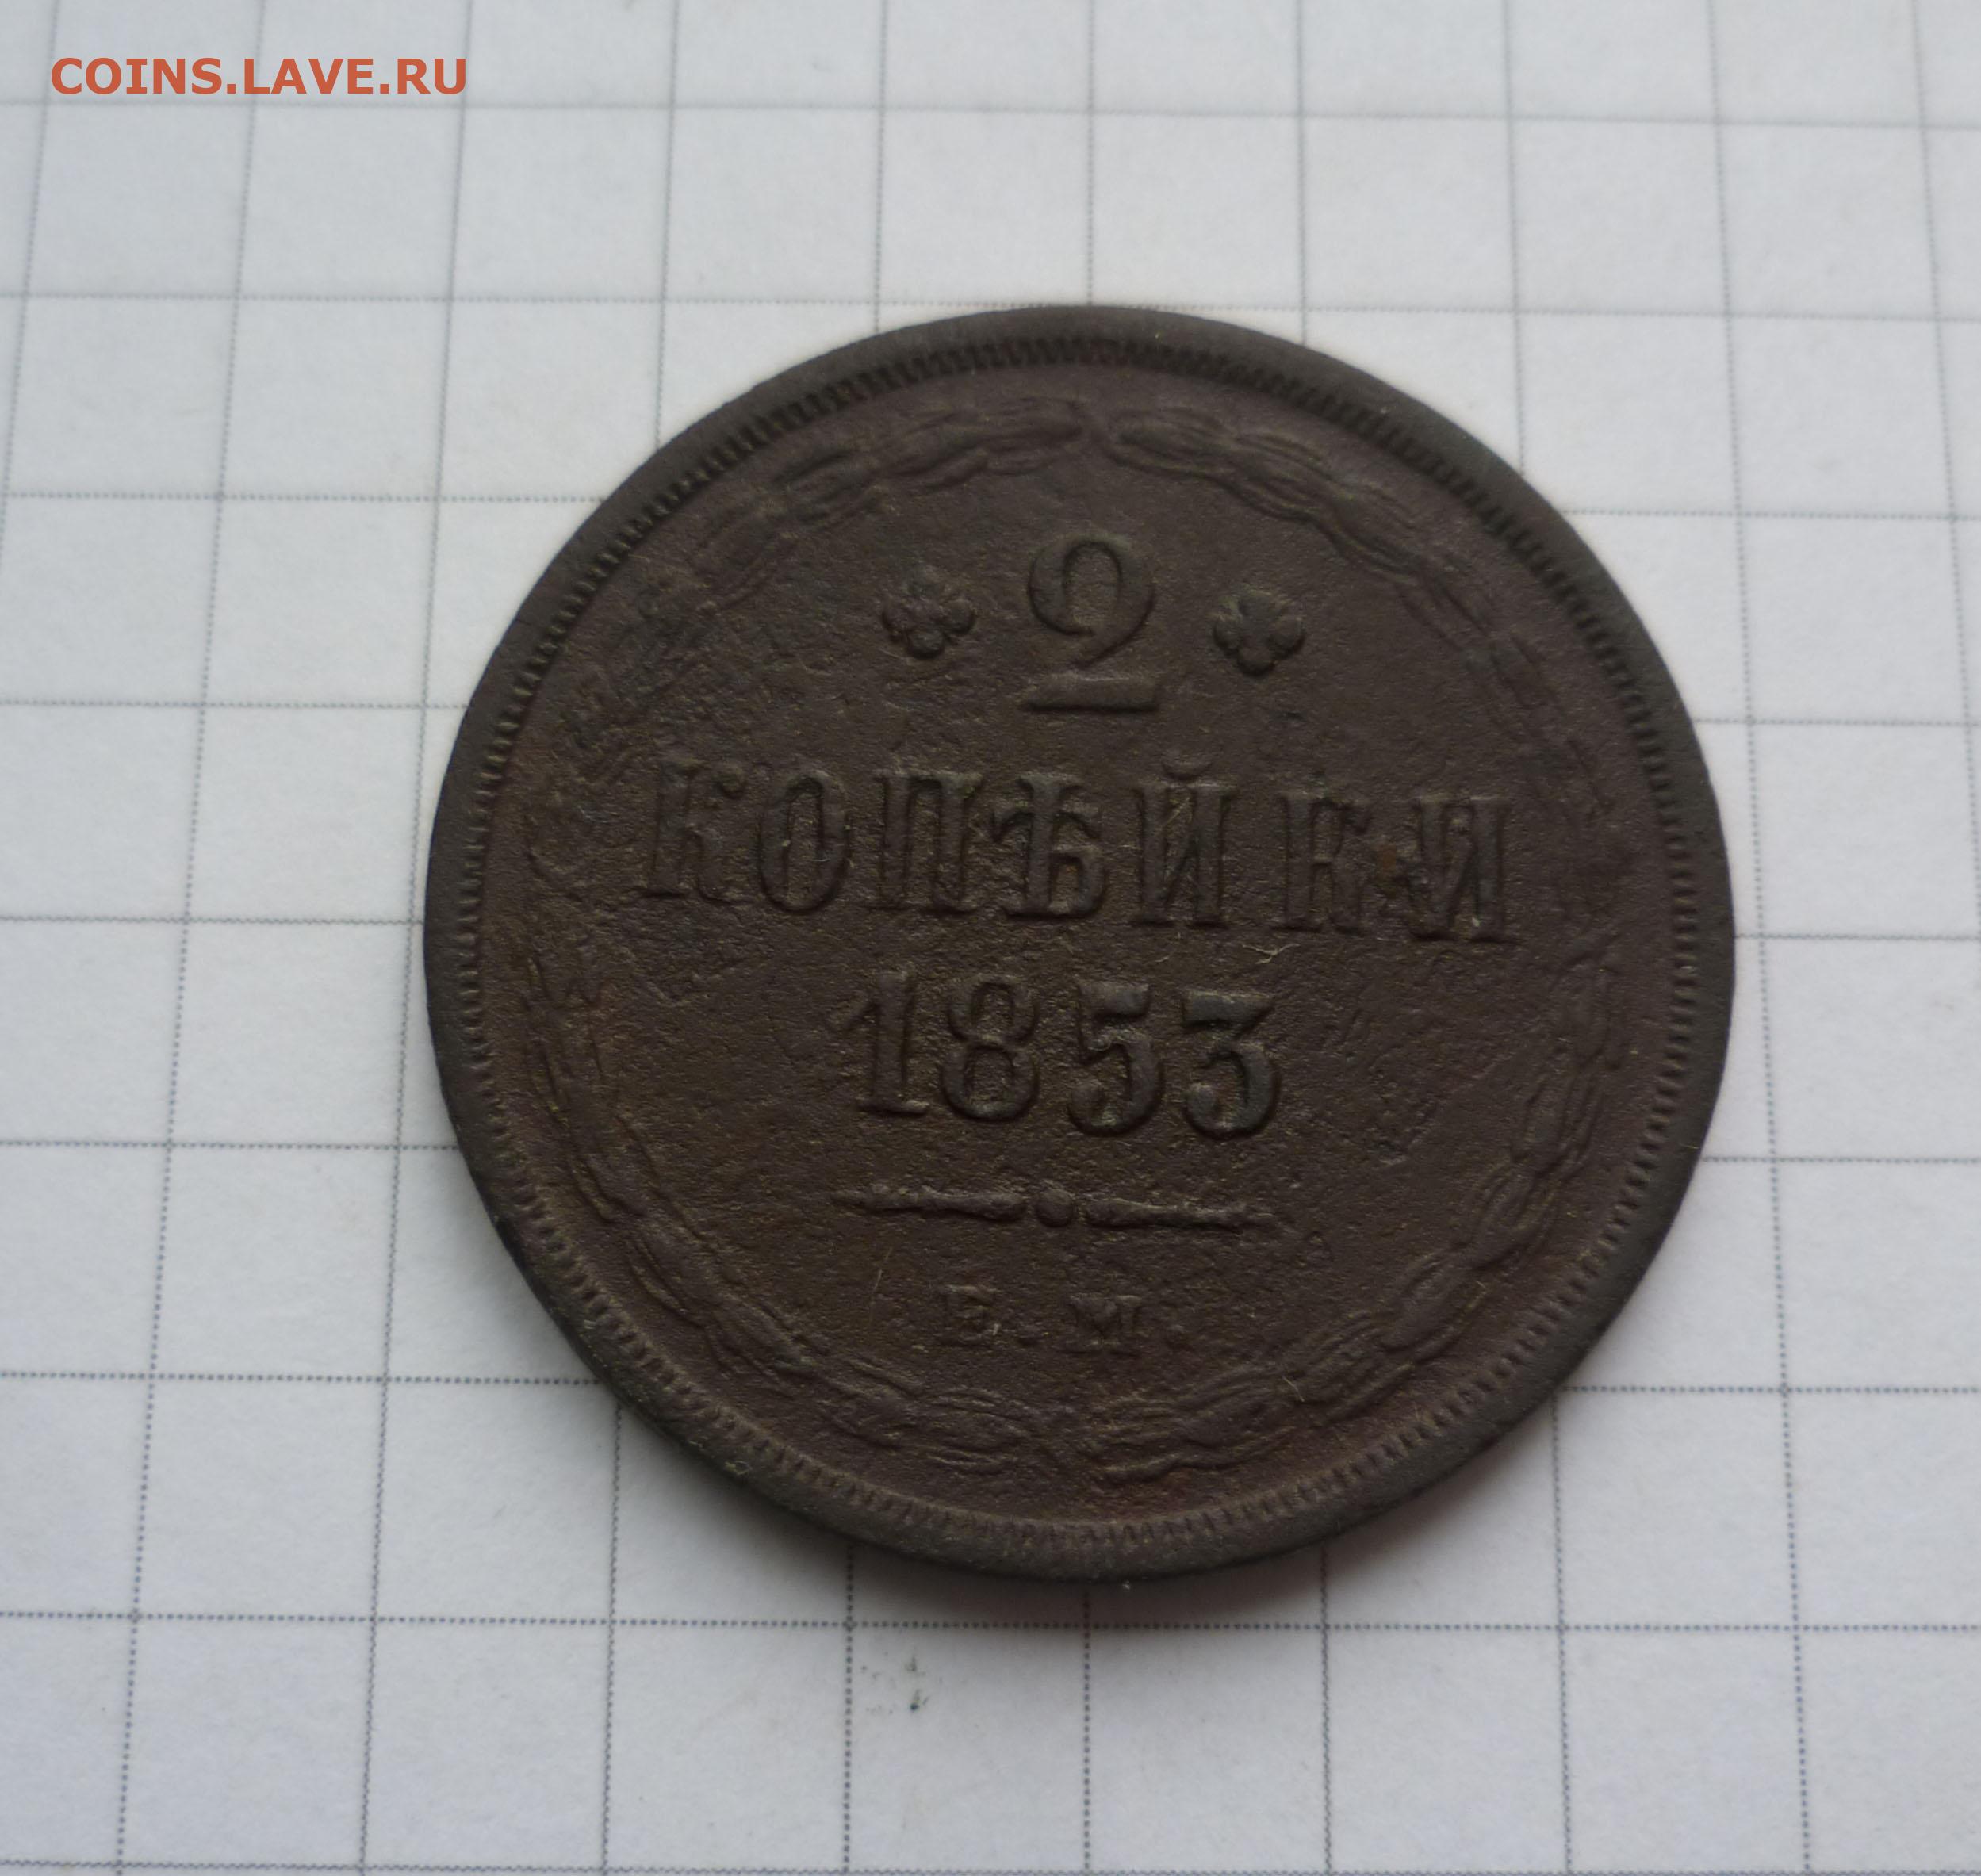 COINS.LAVE.RU
2
КОПѢЙКИ
1853
Е.М.